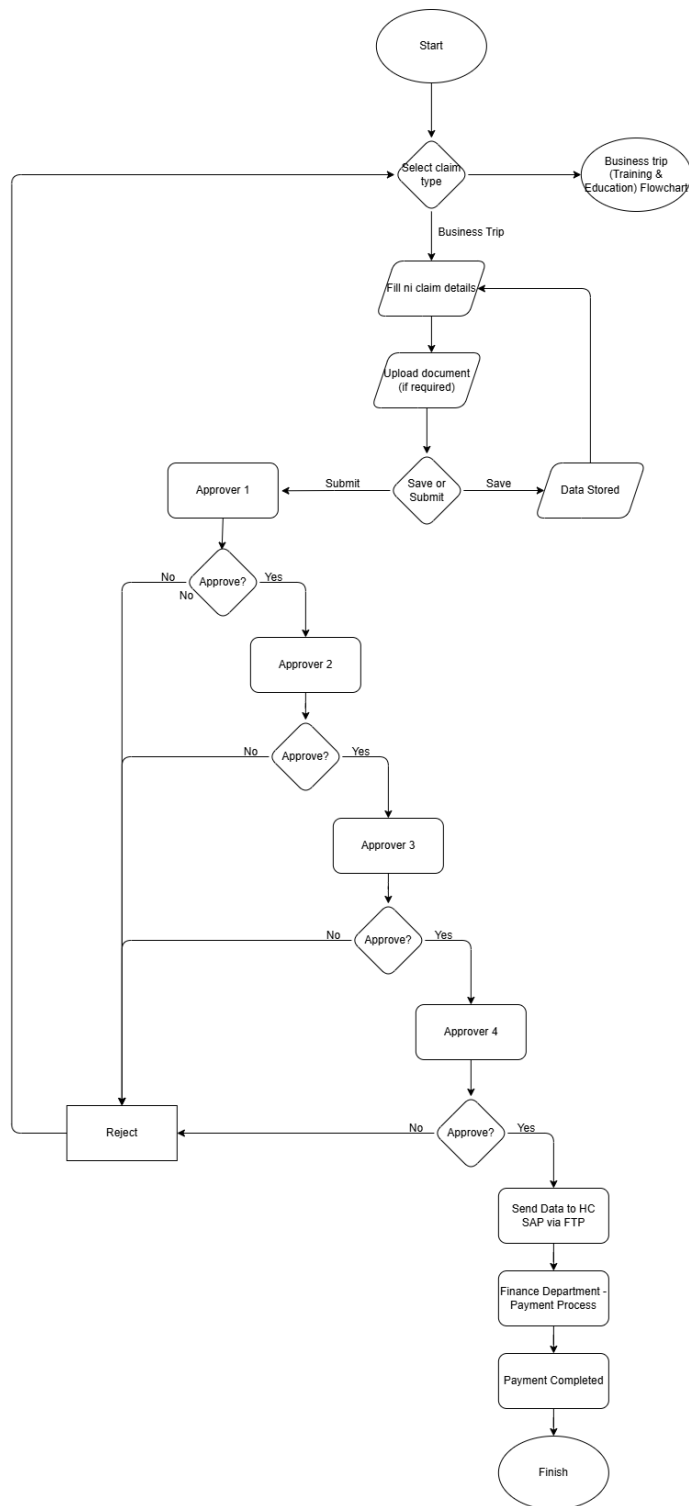 Start
Select claim
type
Business trip
(Training &
Education) Flowchart
Business Trip
Fill ni claim details
Upload document
(if required)
Approver 1
Submit
Save or
Submit
Save
Data Stored
No
No
Approve?
Yes
Approver 2
No
Approve?
Yes
Approver 3
No
Approve?
Yes
Approver 4
Reject
No
Approve?
Yes
Send Data to HC
SAP via FTP
Finance Department -
Payment Process
Payment Completed
Finish